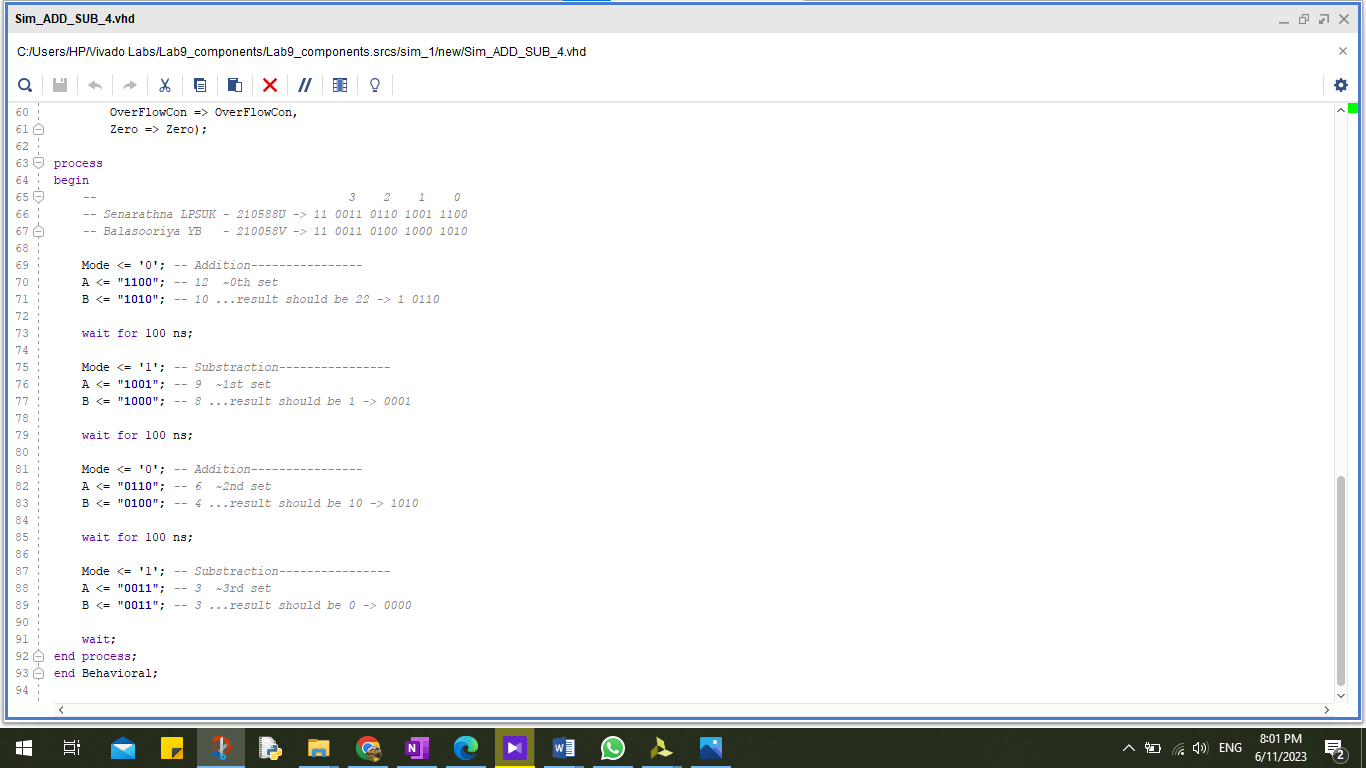 Sim_ADD_SUB_4.vhd
C:/Users/HP/Vivado Labs/Lab9_components/Lab9_components.srcs/sim_1/new/Sim_ADD_SUB_4.vhd
60 OverFlowCon => OverFlowCon,
61 Zero => Zero);
62
63 process
64 begin
65 -- 3 2 1 0
66 -- Senarathna LPSUK - 210588U -> 11 0011 0110 1001 1100
67 -- Balasooriya YB - 210058V -> 11 0011 0100 1000 1010
68
69 Mode <= '0'; -- Addition----------------
70 A <= "1100"; -- 12 ~0th set
71 B <= "1010"; -- 10 ...result should be 22 -> 1 0110
72
73 wait for 100 ns;
74
75 Mode <= '1'; -- Substraction----------------
76 A <= "1001"; -- 9 ~1st set
77 B <= "1000"; -- 8 ...result should be 1 -> 0001
78
79 wait for 100 ns;
80
81 Mode <= '0'; -- Addition----------------
82 A <= "0110"; -- 6 ~2nd set
83 B <= "0100"; -- 4 ...result should be 10 -> 1010
84
85 wait for 100 ns;
86
87 Mode <= '1'; -- Substraction----------------
88 A <= "0011"; -- 3 ~3rd set
89 B <= "0011"; -- 3 ...result should be 0 -> 0000
90
91 wait;
92 end process;
93 end Behavioral;
94
ENG
8:01 PM
6/11/2023
2